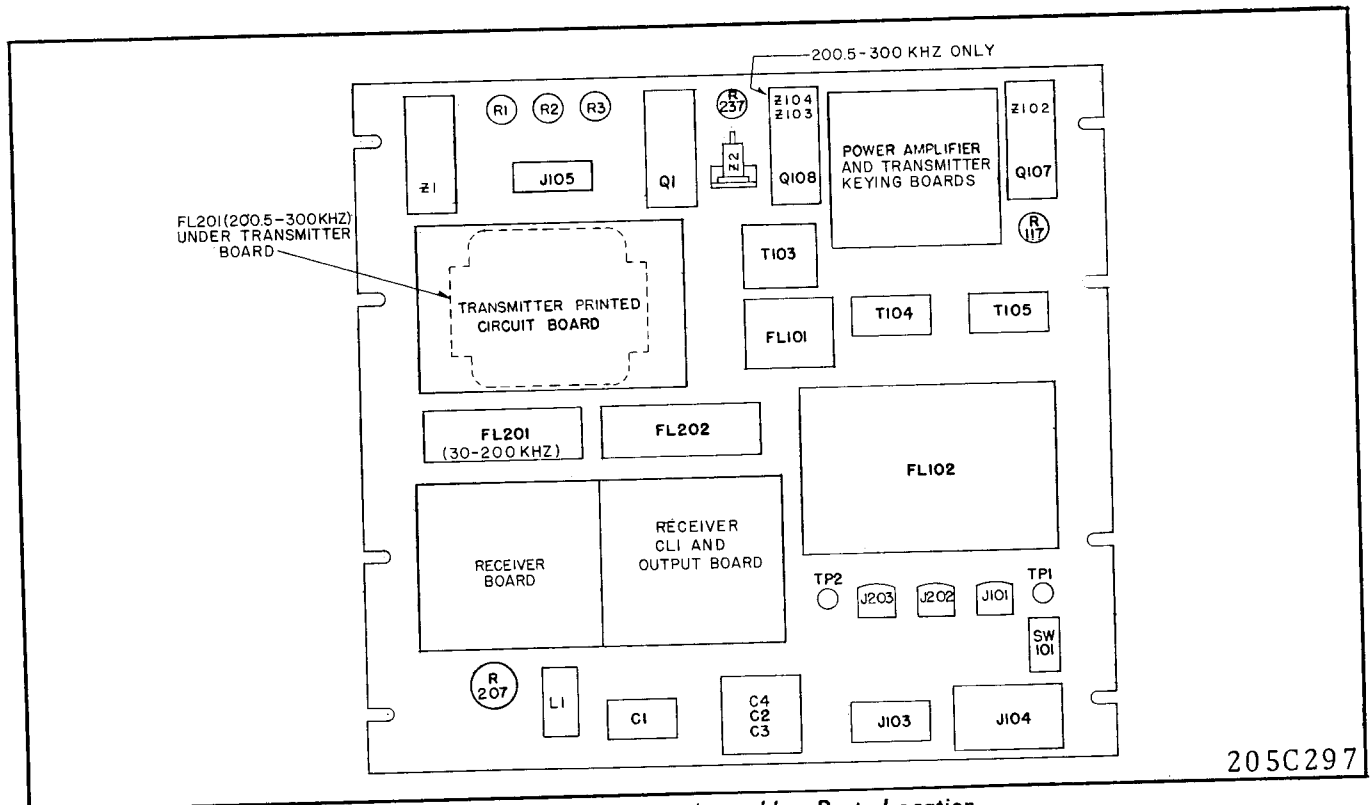 200.5-300 KHZ ONLY
R1
R2
R3
R
237
Z104
Z103
Z102
Z1
J105
Q1
Z2
Q108
POWER AMPLIFIER
AND TRANSMITTER
KEYING BOARDS
Q107
R
117
FL201(200.5-300KHZ)
UNDER TRANSMITTER
BOARD
T103
TRANSMITTER PRINTED
CIRCUIT BOARD
FL101
T104
T105
FL201
(30-200 KHZ)
FL202
FL102
RECEIVER
BOARD
RECEIVER
CLI AND
OUTPUT BOARD
TP2
J203
J202
J101
TP1
SW
101
R
207
L1
C1
C4
C2
C3
J103
J104
205C297
Location